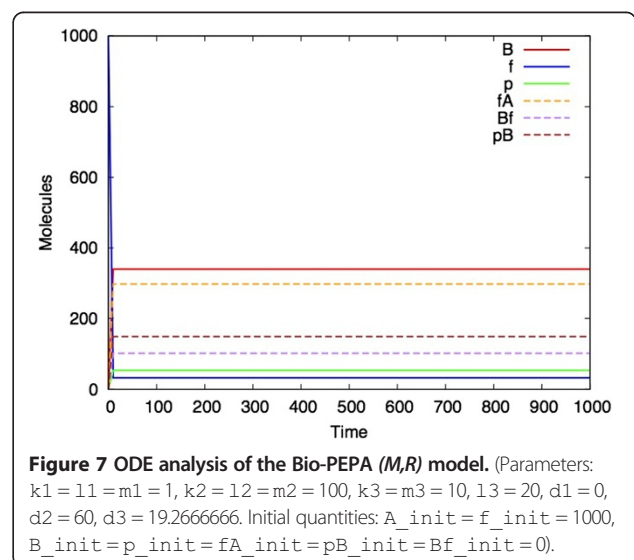 1000
800
600
400
200
0
Molecules
B
f
p
fA
Bf
pB
0 100 200 300 400 500 600 700 800 900 1000
Time
Figure 7 ODE analysis of the Bio-PEPA (M,R) model. (Parameters:
k1 = l1 = m1 = 1, k2 = l2 = m2 = 100, k3 = m3 = 10, l3 = 20, d1 = 0,
d2 = 60, d3 = 19.2666666. Initial quantities: A_init = f_init = 1000,
B_init = p_init = fA_init = pB_init = Bf_init = 0).